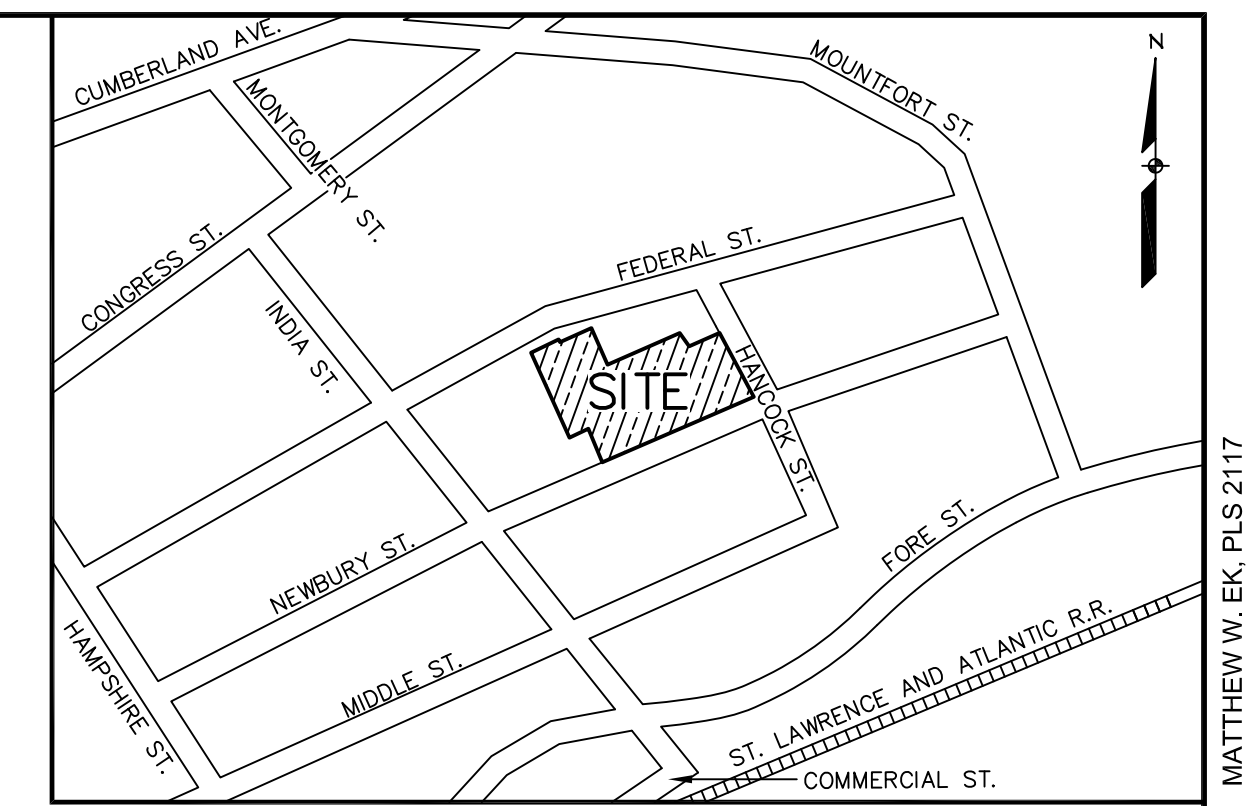 N
CUMBERLAND AVE.
MOUNTFORT ST.
MONTGOMERY ST.
CONGRESS ST.
FEDERAL ST.
INDIA ST.
SITE
HANCOCK ST.
NEWBURY ST.
FORE ST.
HAMPSHIRE ST.
MIDDLE ST.
ST. LAWRENCE AND ATLANTIC R.R.
COMMERCIAL ST.
MATTHEW W. EK, PLS 2117